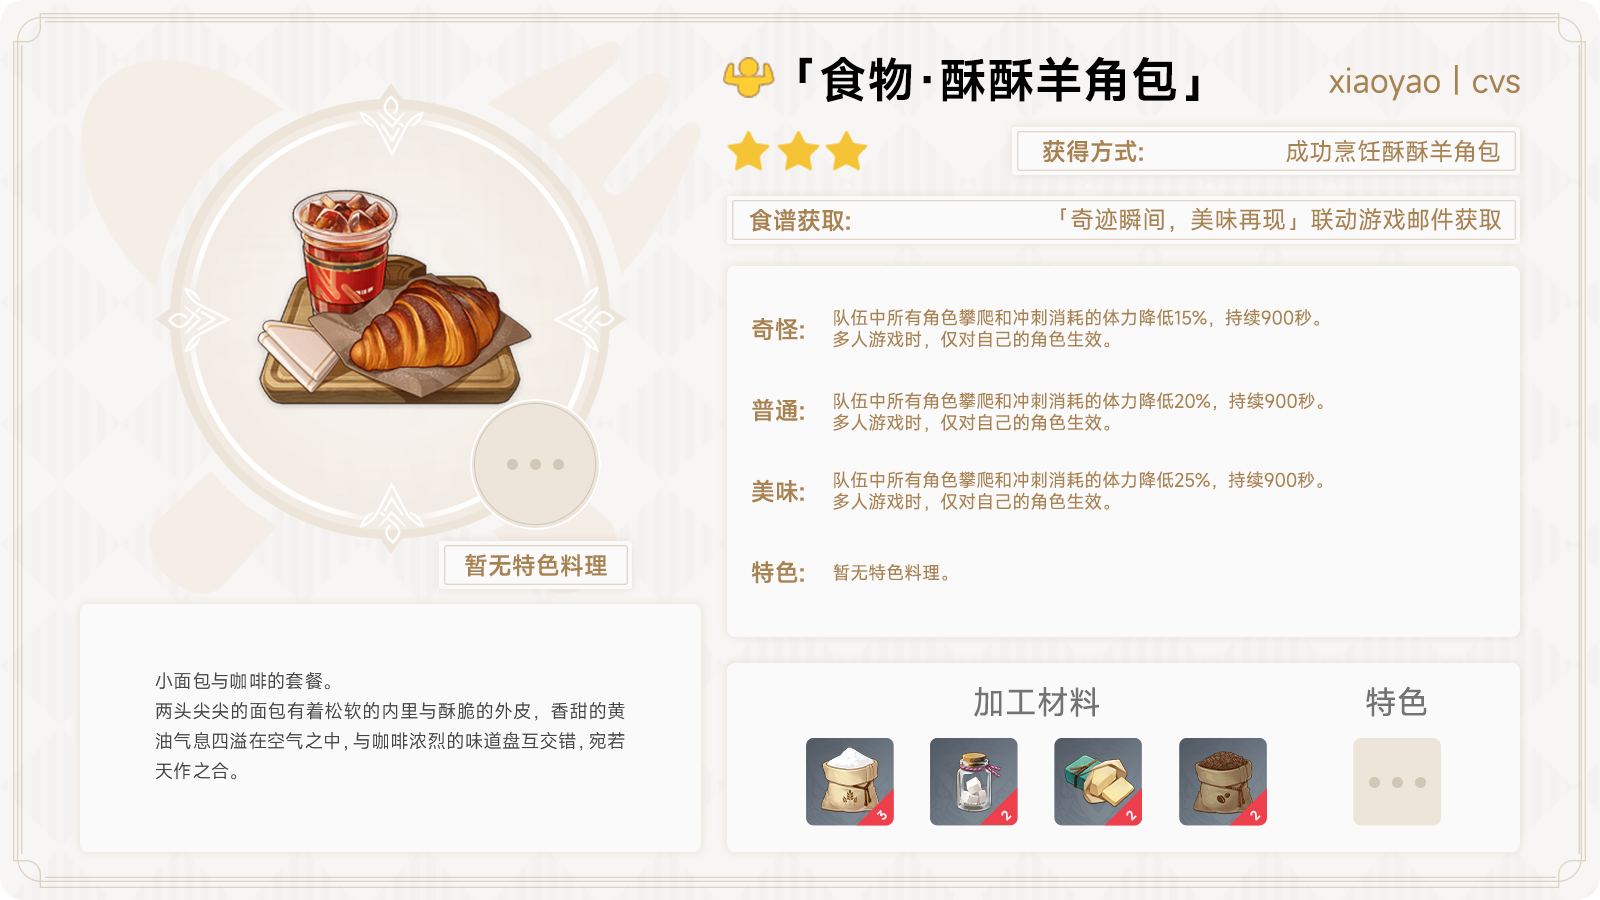 「食物·酥酥羊角包」
xiaoyao | cvs
获得方式: 成功烹饪酥酥羊角包
食谱获取: 「奇迹瞬间，美味再现」联动游戏邮件获取
奇怪: 队伍中所有角色攀爬和冲刺消耗的体力降低15%，持续900秒。
多人游戏时，仅对自己的角色生效。
普通: 队伍中所有角色攀爬和冲刺消耗的体力降低20%，持续900秒。
多人游戏时，仅对自己的角色生效。
美味: 队伍中所有角色攀爬和冲刺消耗的体力降低25%，持续900秒。
多人游戏时，仅对自己的角色生效。
特色: 暂无特色料理。
暂无特色料理
小面包与咖啡的套餐。
两头尖尖的面包有着松软的内里与酥脆的外皮，香甜的黄
油气息四溢在空气之中,与咖啡浓烈的味道盘互交错,宛若
天作之合。
加工材料 特色
3 2 2 2